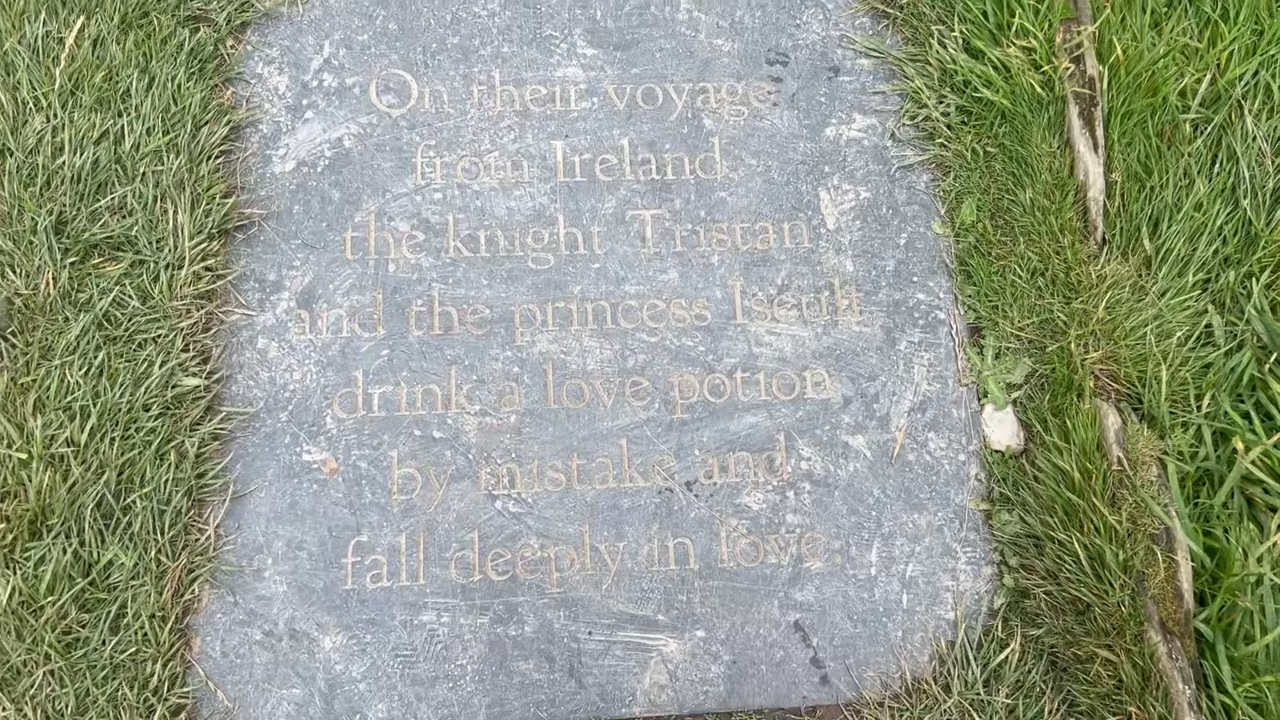 On their voyage
from Ireland,
the knight Tristan
and the princess Iseult
drink a love potion
by mistake and
fall deeply in love.